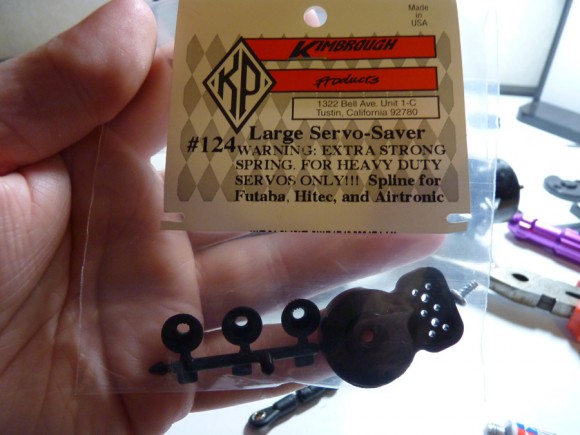 Made
in
USA
KP
KIMBROUGH
Products
1322 Bell Ave. Unit 1-C
Tustin, California 92780
#124 Large Servo-Saver
WARNING: EXTRA STRONG
SPRING. FOR HEAVY DUTY
SERVOS ONLY!!! Spline for
Futaba, Hitec, and Airtronic